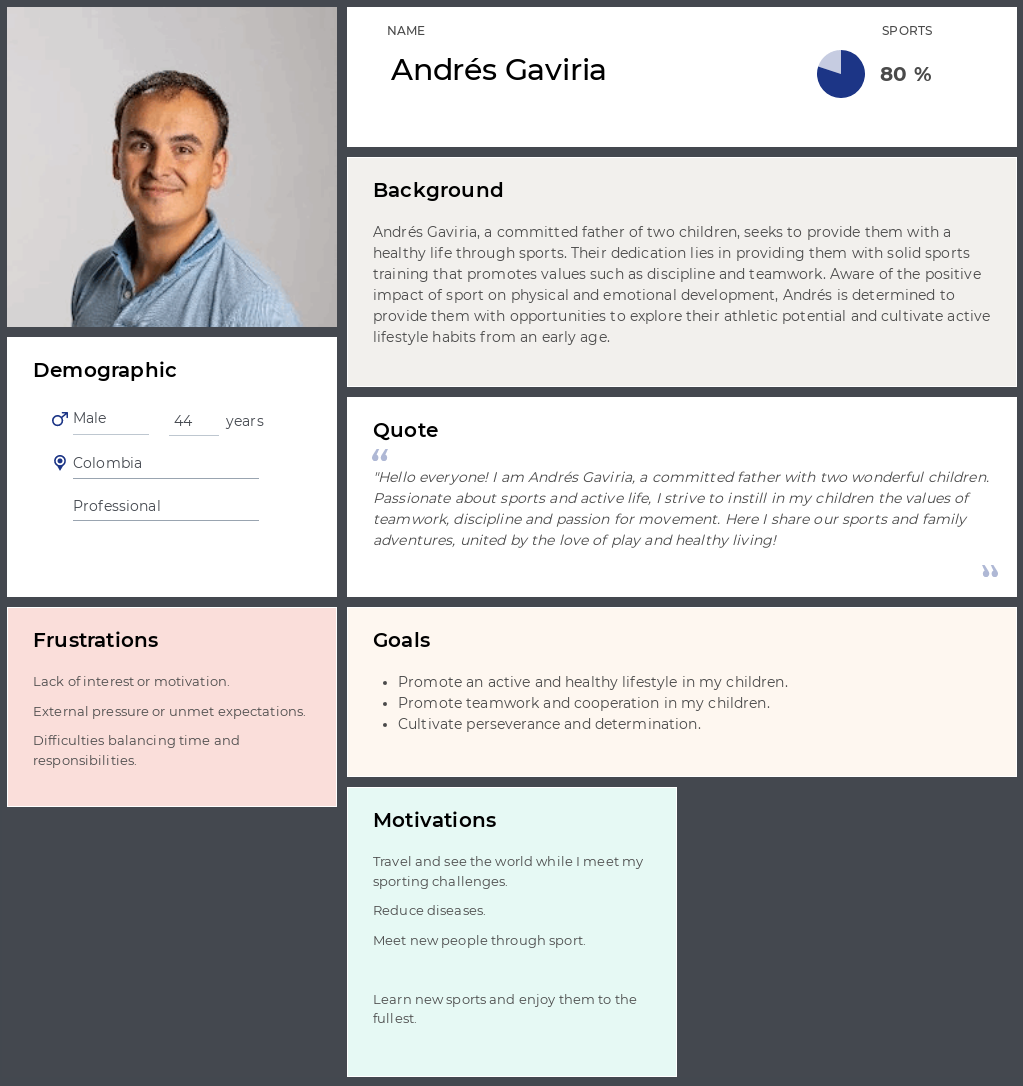 NAME
SPORTS
Andrés Gaviria
80 %
Background
Andrés Gaviria, a committed father of two children, seeks to provide them with a
healthy life through sports. Their dedication lies in providing them with solid sports
training that promotes values such as discipline and teamwork. Aware of the positive
impact of sport on physical and emotional development, Andrés is determined to
provide them with opportunities to explore their athletic potential and cultivate active
lifestyle habits from an early age.
Demographic
Male
44 years
Colombia
Professional
Quote
“
"Hello everyone! I am Andrés Gaviria, a committed father with two wonderful children.
Passionate about sports and active life, I strive to instill in my children the values of
teamwork, discipline and passion for movement. Here I share our sports and family
adventures, united by the love of play and healthy living!
”
Frustrations
Lack of interest or motivation.
External pressure or unmet expectations.
Difficulties balancing time and
responsibilities.
Goals
• Promote an active and healthy lifestyle in my children.
• Promote teamwork and cooperation in my children.
• Cultivate perseverance and determination.
Motivations
Travel and see the world while I meet my
sporting challenges.
Reduce diseases.
Meet new people through sport.
Learn new sports and enjoy them to the
fullest.